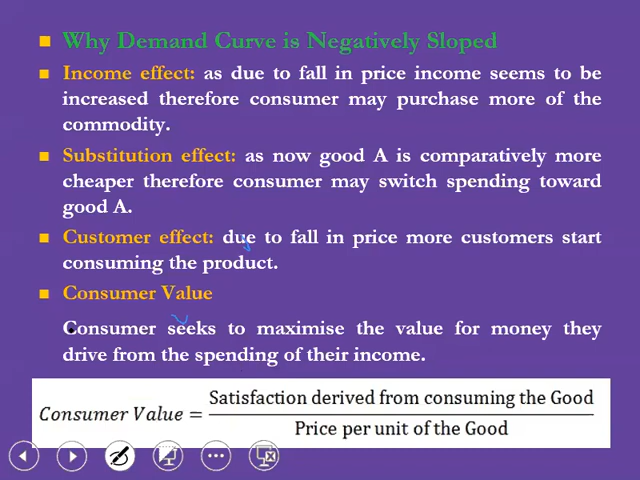 Why Demand Curve is Negatively Sloped
Income effect: as due to fall in price income seems to be
increased therefore consumer may purchase more of the
commodity.
Substitution effect: as now good A is comparatively more
cheaper therefore consumer may switch spending toward
good A.
Customer effect: due to fall in price more customers start
consuming the product.
Consumer Value
Consumer seeks to maximise the value for money they
drive from the spending of their income.
Consumer Value = Satisfaction derived from consuming the Good
Price per unit of the Good